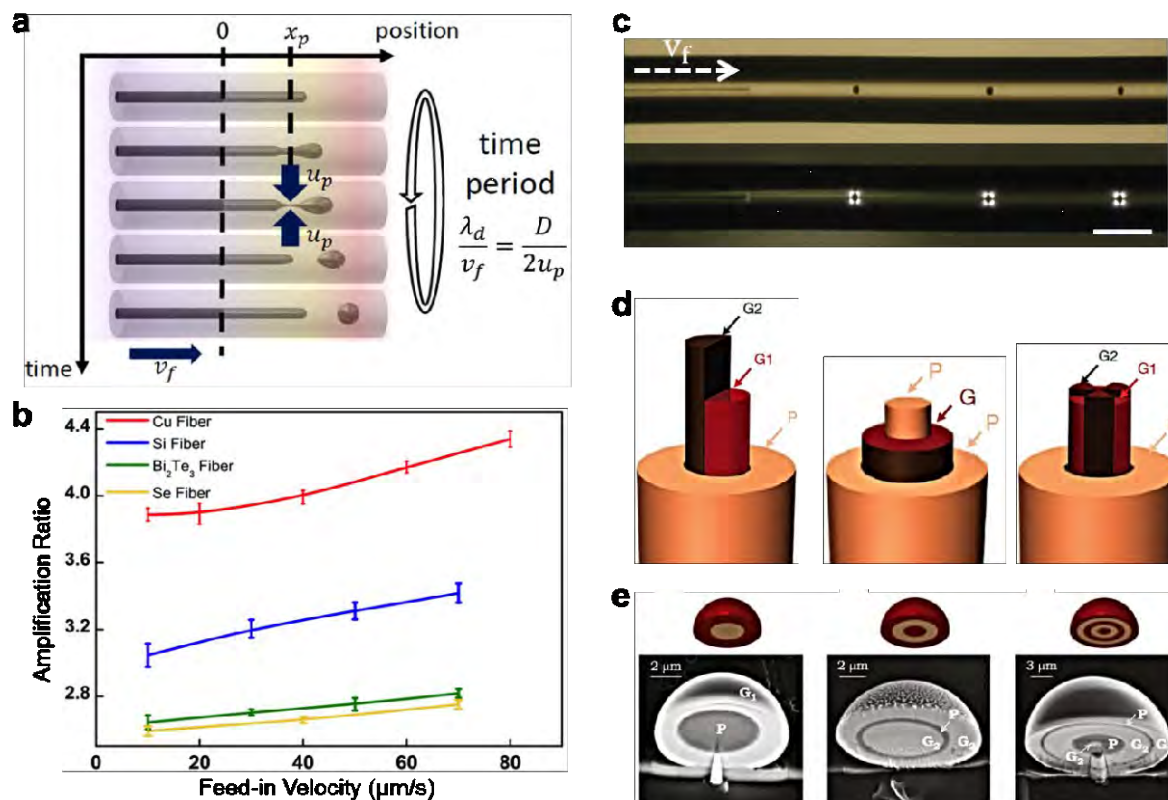 a
0
x_p
position
u_p
u_p
time
period
λ_d/v_f = D/2u_p
time
v_f
b
Cu Fiber
Si Fiber
Bi₂Te₃ Fiber
Se Fiber
4.4
4.0
3.6
3.2
2.8
Amplification Ratio
0 20 40 60 80
Feed-in Velocity (µm/s)
c
v_f
d
G2
G1
P
P
G
P
G2
G1
P
e
2 µm
G₁
P
2 µm
P
G₂ G₂
3 µm
P
P
G₂ G₂ G